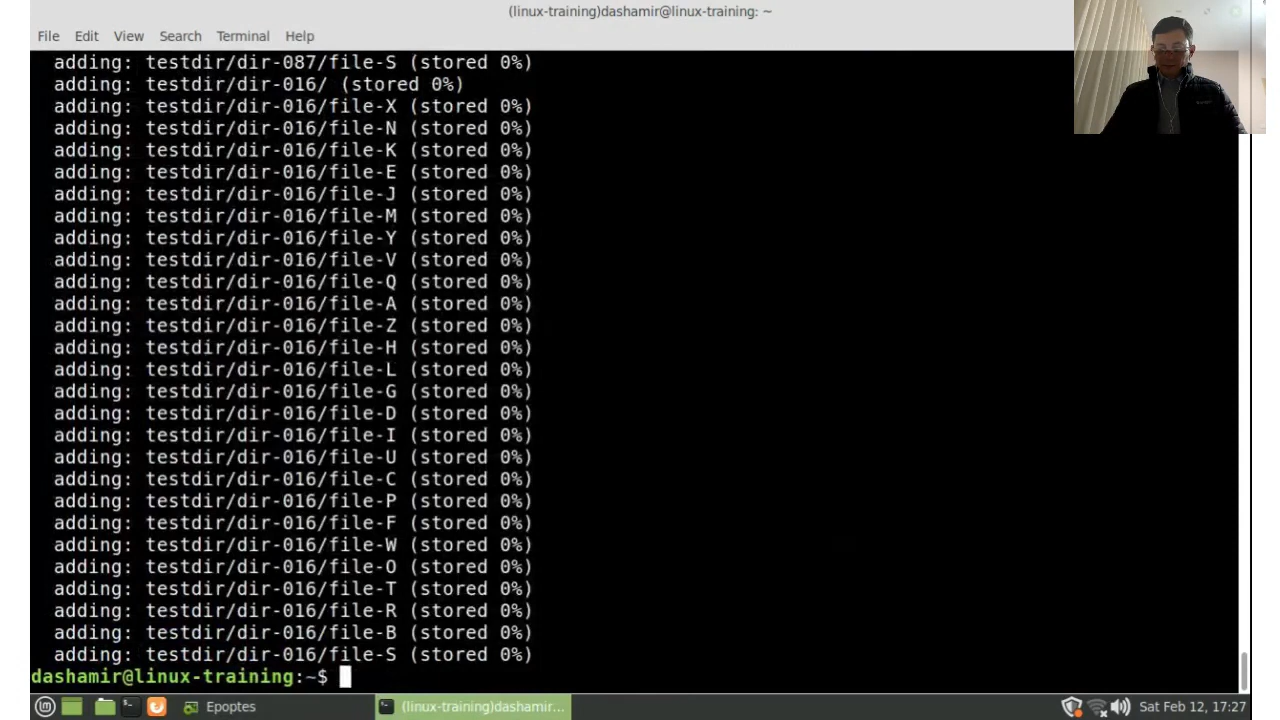 (linux-training)dashamir@linux-training: ~
File Edit View Search Terminal Help
adding: testdir/dir-087/file-S (stored 0%)
adding: testdir/dir-016/ (stored 0%)
adding: testdir/dir-016/file-X (stored 0%)
adding: testdir/dir-016/file-N (stored 0%)
adding: testdir/dir-016/file-K (stored 0%)
adding: testdir/dir-016/file-E (stored 0%)
adding: testdir/dir-016/file-J (stored 0%)
adding: testdir/dir-016/file-M (stored 0%)
adding: testdir/dir-016/file-Y (stored 0%)
adding: testdir/dir-016/file-V (stored 0%)
adding: testdir/dir-016/file-Q (stored 0%)
adding: testdir/dir-016/file-A (stored 0%)
adding: testdir/dir-016/file-Z (stored 0%)
adding: testdir/dir-016/file-H (stored 0%)
adding: testdir/dir-016/file-L (stored 0%)
adding: testdir/dir-016/file-G (stored 0%)
adding: testdir/dir-016/file-D (stored 0%)
adding: testdir/dir-016/file-I (stored 0%)
adding: testdir/dir-016/file-U (stored 0%)
adding: testdir/dir-016/file-C (stored 0%)
adding: testdir/dir-016/file-P (stored 0%)
adding: testdir/dir-016/file-F (stored 0%)
adding: testdir/dir-016/file-W (stored 0%)
adding: testdir/dir-016/file-O (stored 0%)
adding: testdir/dir-016/file-T (stored 0%)
adding: testdir/dir-016/file-R (stored 0%)
adding: testdir/dir-016/file-B (stored 0%)
adding: testdir/dir-016/file-S (stored 0%)
dashamir@linux-training:~$
Epoptes (linux-training)dashamir... Sat Feb 12, 17:27